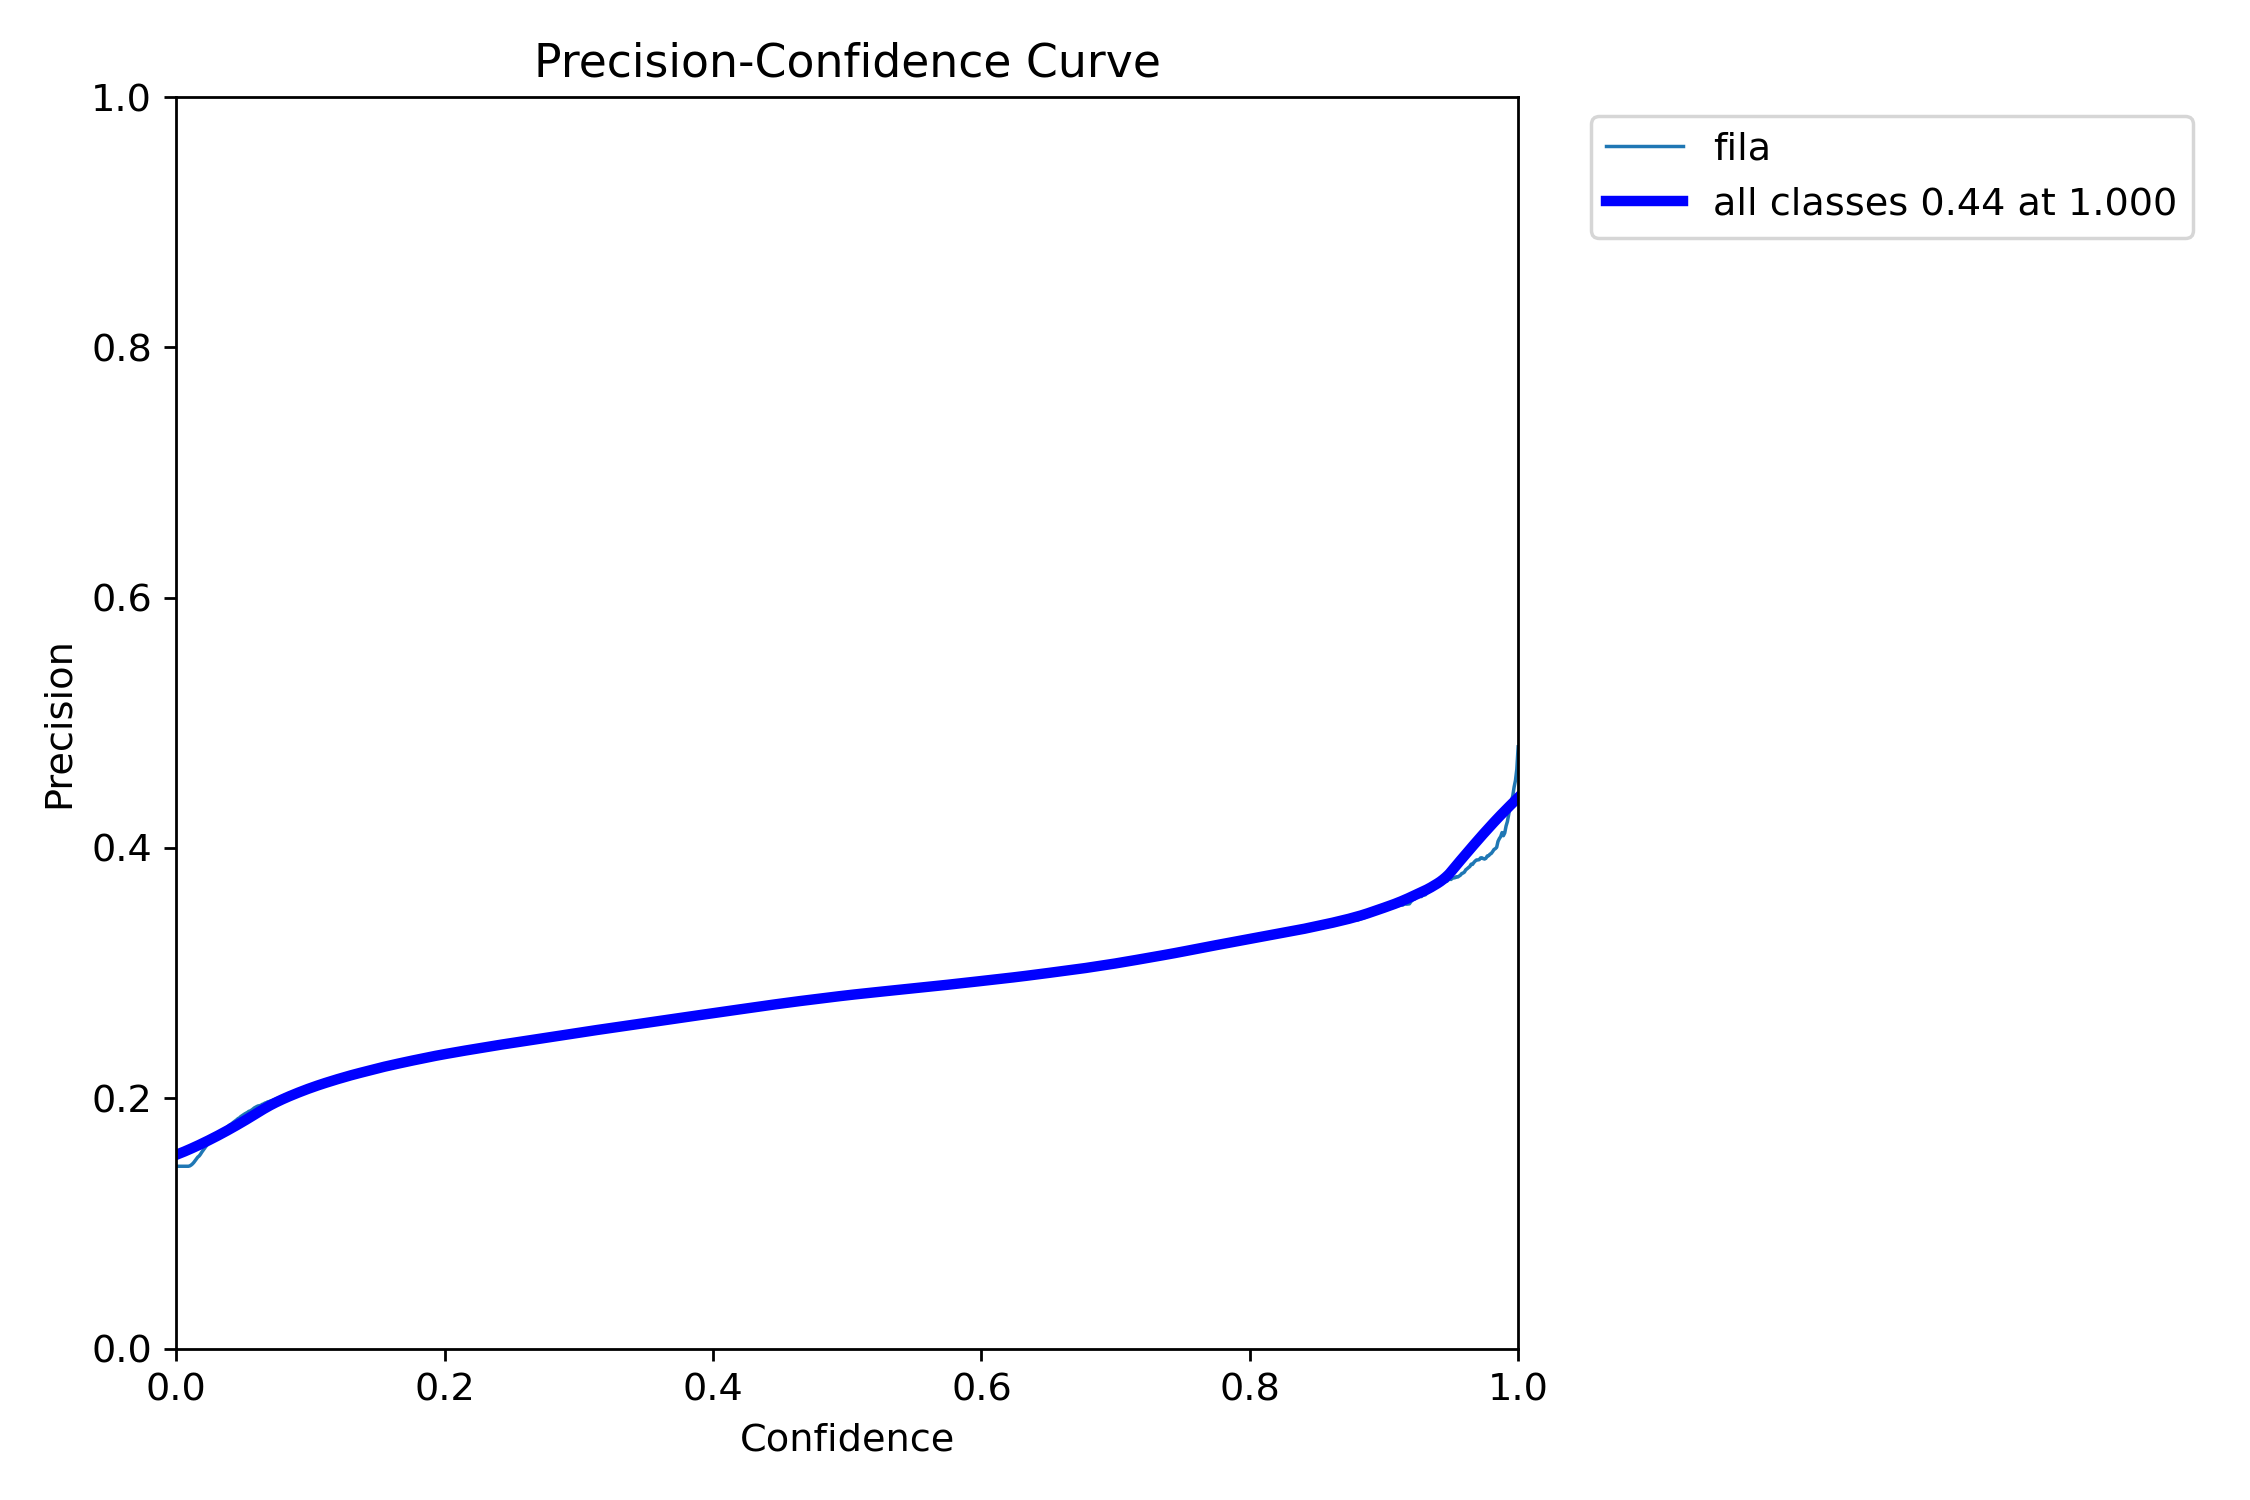 Precision-Confidence Curve
fila
all classes 0.44 at 1.000
Precision
1.0
0.8
0.6
0.4
0.2
0.0
0.0 0.2 0.4 0.6 0.8 1.0
Confidence